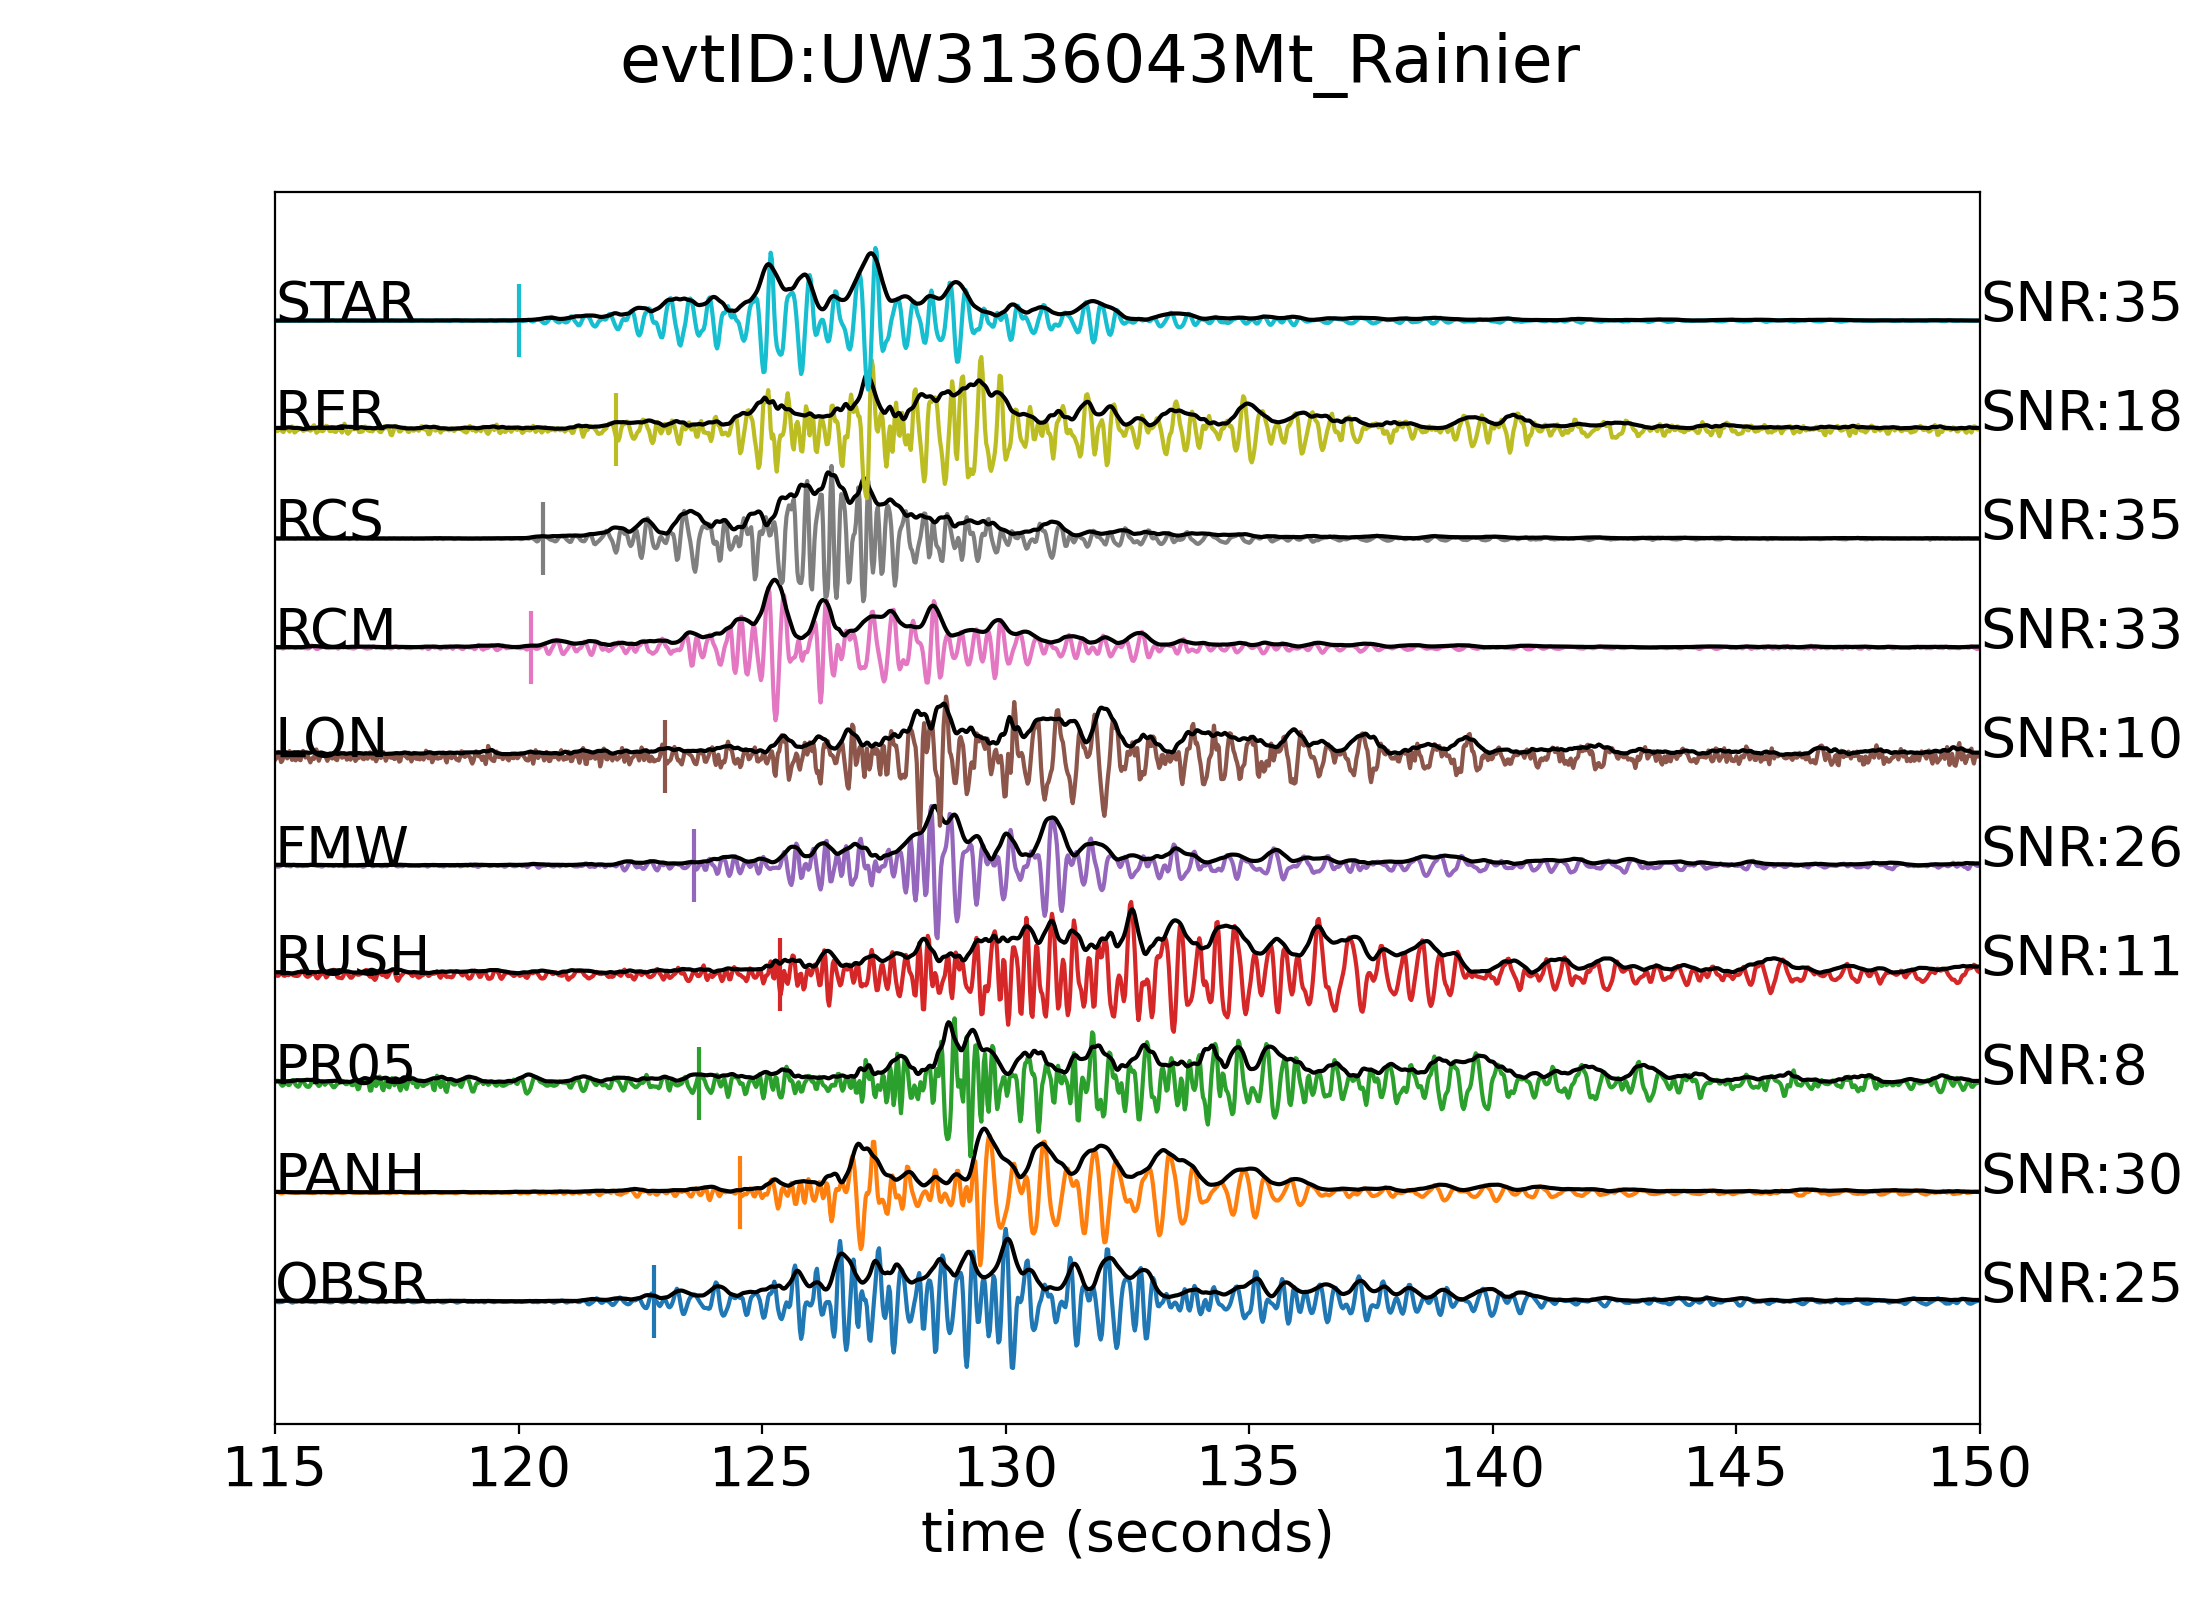 evtID:UW3136043Mt_Rainier
STAR SNR:35
RER SNR:18
RCS SNR:35
RCM SNR:33
LON SNR:10
FMW SNR:26
RUSH SNR:11
PR05 SNR:8
PANH SNR:30
OBSR SNR:25
115 120 125 130 135 140 145 150
time (seconds)